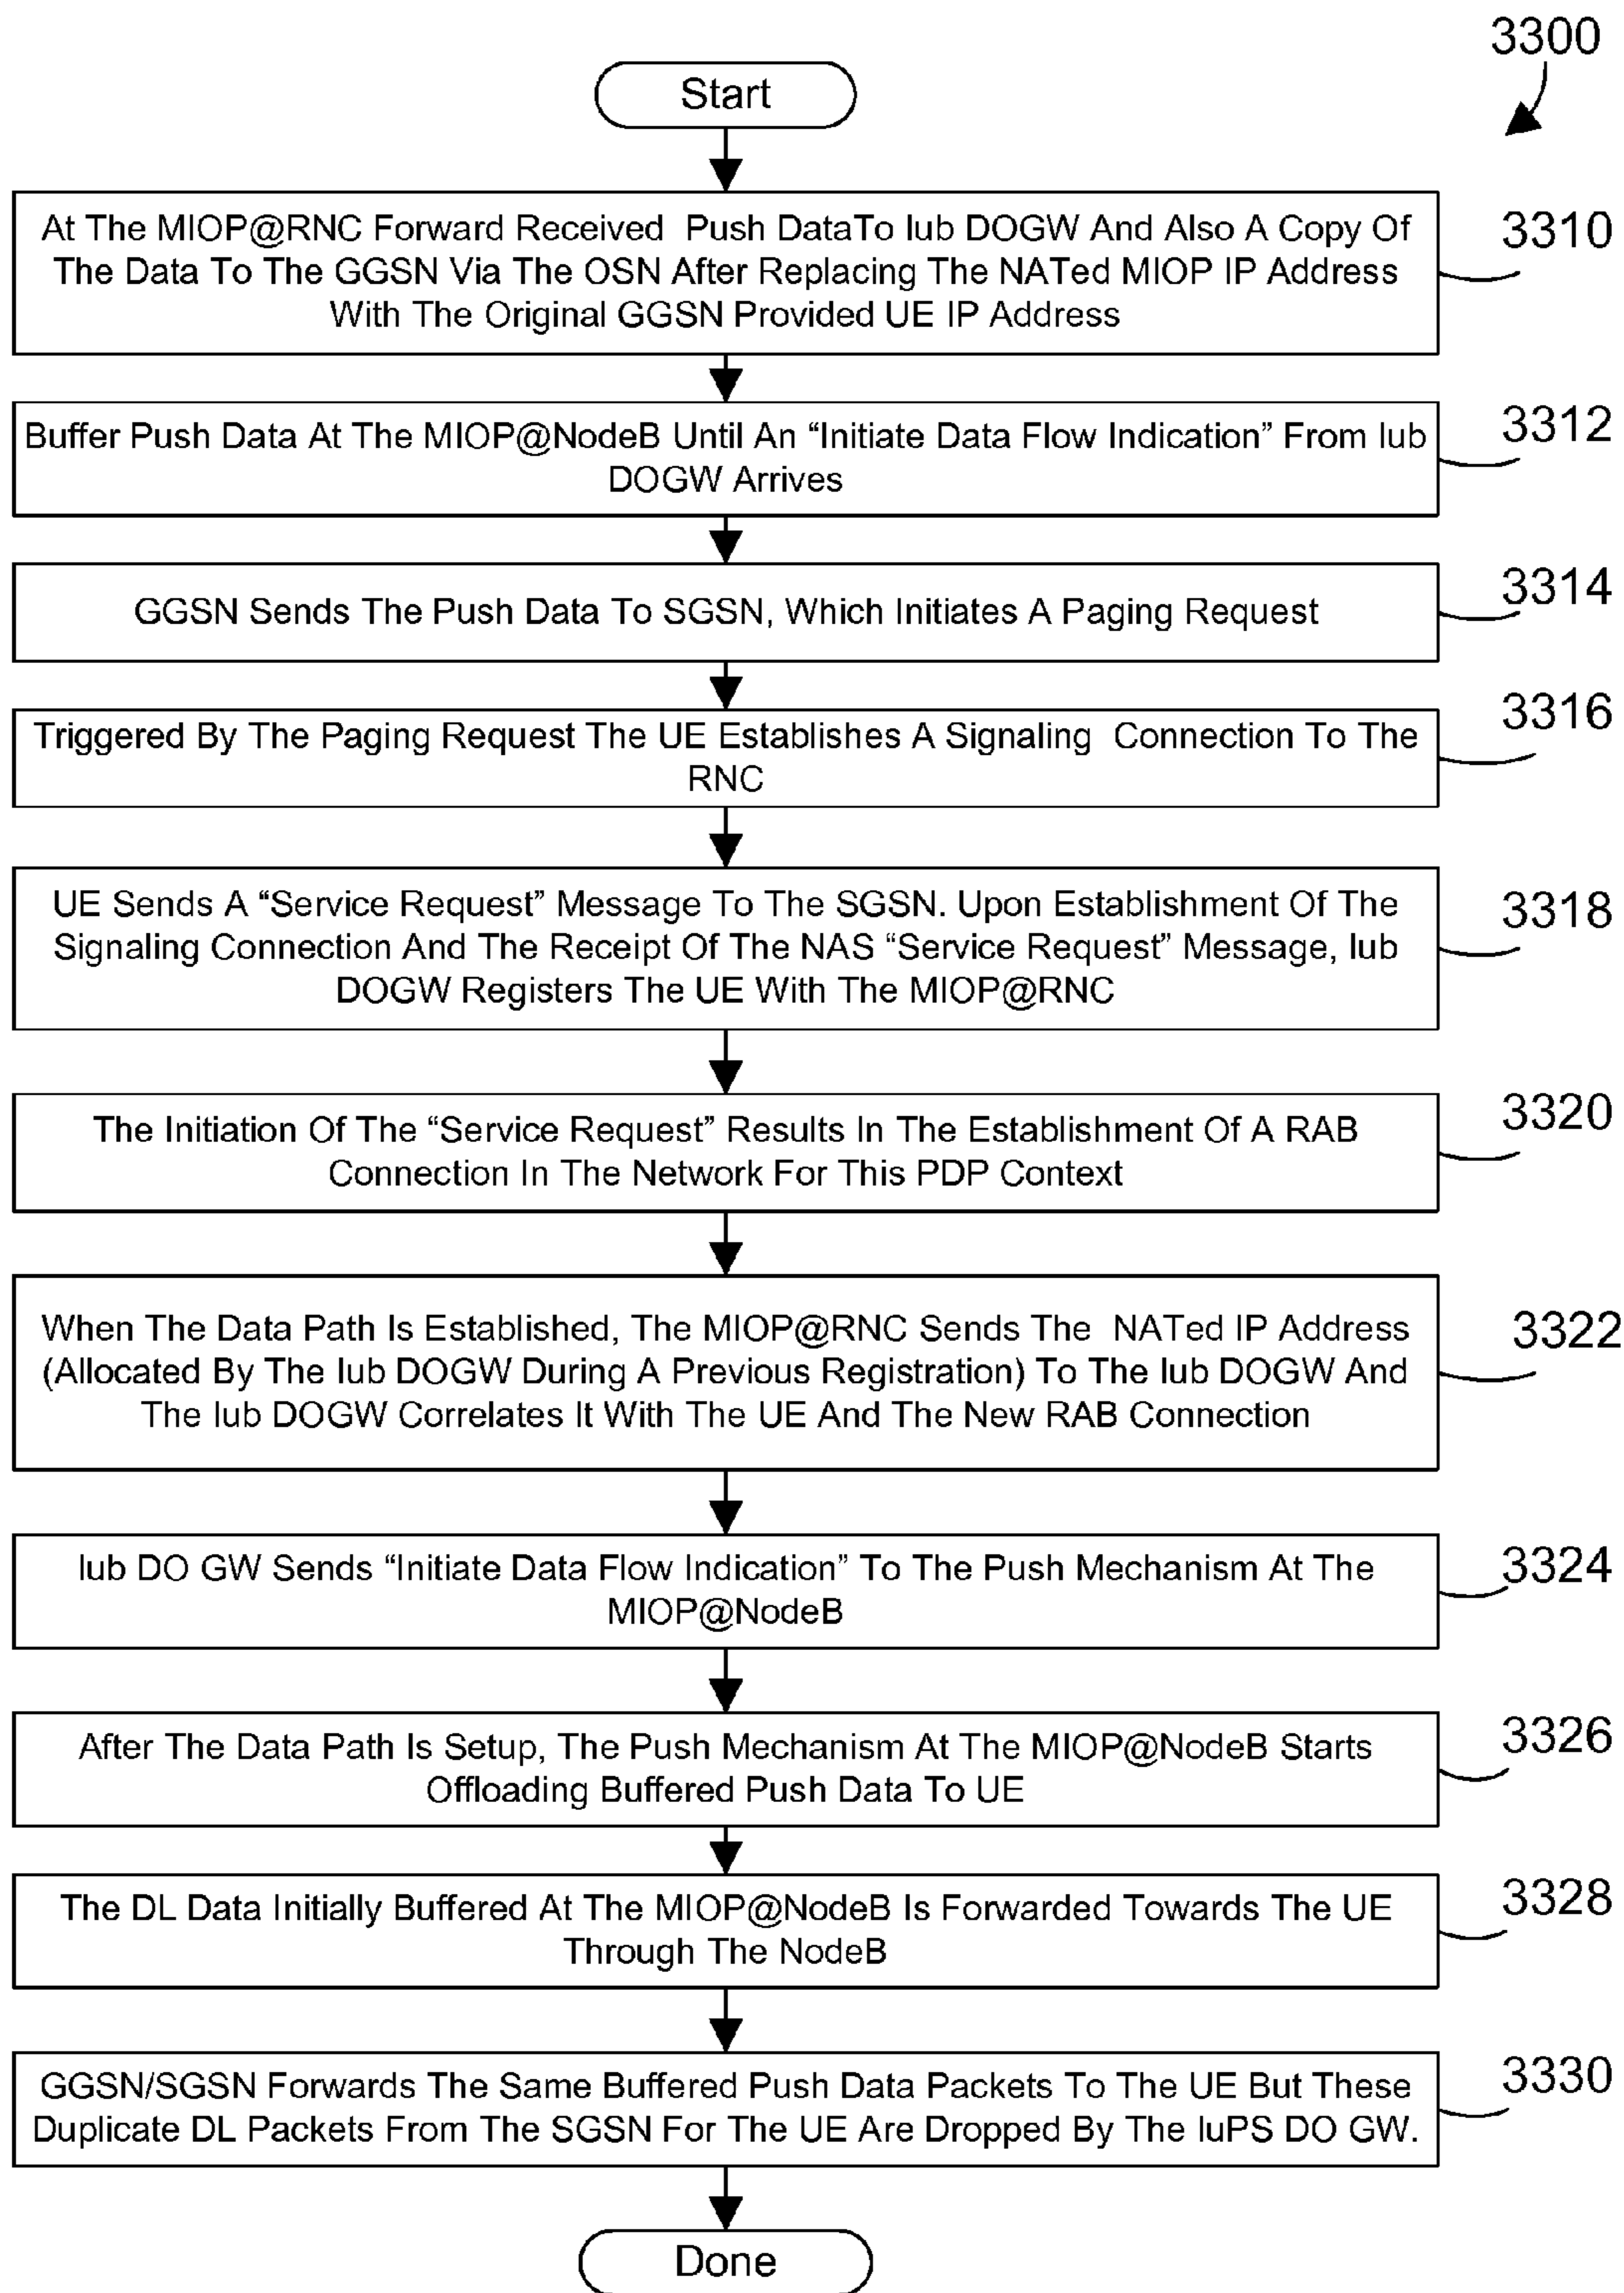 3300
Start
At The MIOP@RNC Forward Received Push DataTo Iub DOGW And Also A Copy Of
The Data To The GGSN Via The OSN After Replacing The NATed MIOP IP Address
With The Original GGSN Provided UE IP Address
3310
Buffer Push Data At The MIOP@NodeB Until An “Initiate Data Flow Indication” From Iub
DOGW Arrives
3312
GGSN Sends The Push Data To SGSN, Which Initiates A Paging Request
3314
Triggered By The Paging Request The UE Establishes A Signaling Connection To The
RNC
3316
UE Sends A “Service Request” Message To The SGSN. Upon Establishment Of The
Signaling Connection And The Receipt Of The NAS “Service Request” Message, Iub
DOGW Registers The UE With The MIOP@RNC
3318
The Initiation Of The “Service Request” Results In The Establishment Of A RAB
Connection In The Network For This PDP Context
3320
When The Data Path Is Established, The MIOP@RNC Sends The NATed IP Address
(Allocated By The Iub DOGW During A Previous Registration) To The Iub DOGW And
The Iub DOGW Correlates It With The UE And The New RAB Connection
3322
Iub DO GW Sends “Initiate Data Flow Indication” To The Push Mechanism At The
MIOP@NodeB
3324
After The Data Path Is Setup, The Push Mechanism At The MIOP@NodeB Starts
Offloading Buffered Push Data To UE
3326
The DL Data Initially Buffered At The MIOP@NodeB Is Forwarded Towards The UE
Through The NodeB
3328
GGSN/SGSN Forwards The Same Buffered Push Data Packets To The UE But These
Duplicate DL Packets From The SGSN For The UE Are Dropped By The IuPS DO GW.
3330
Done